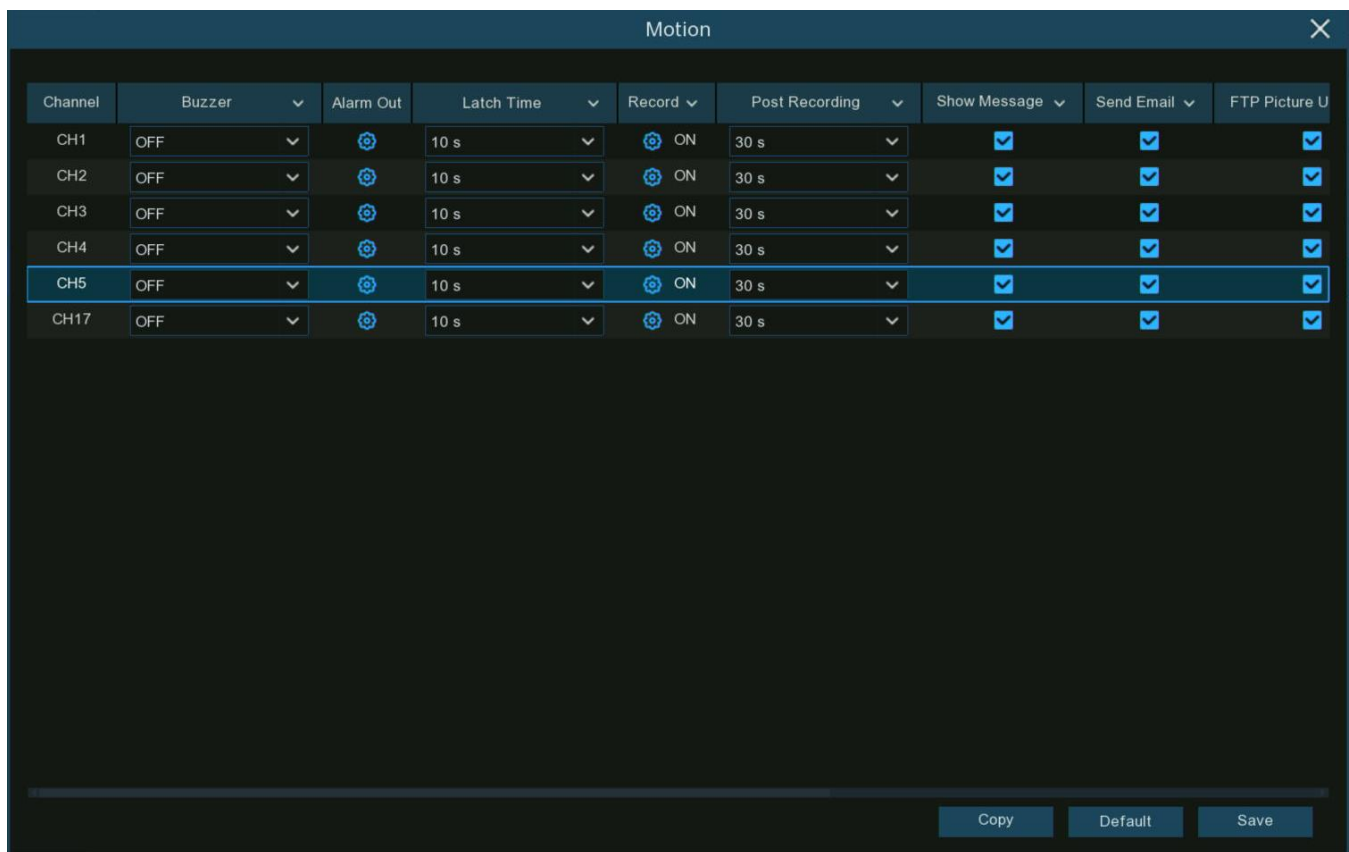 Motion
Channel Buzzer Alarm Out Latch Time Record Post Recording Show Message Send Email FTP Picture U
CH1 OFF 10 s ON 30 s
CH2 OFF 10 s ON 30 s
CH3 OFF 10 s ON 30 s
CH4 OFF 10 s ON 30 s
CH5 OFF 10 s ON 30 s
CH17 OFF 10 s ON 30 s
Copy Default Save